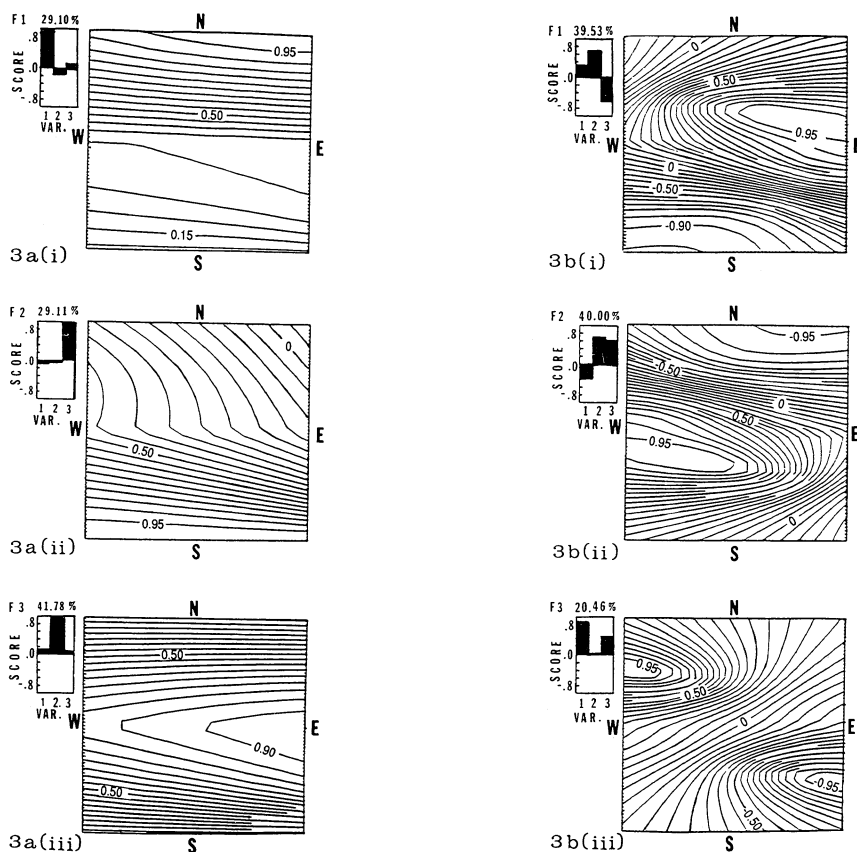 F1 29.10%
N
.8
.0
-.8
SCORE
1 2 3
VAR.
W
E
S
0.95
0.50
0.15
3a(i)
F1 39.53%
N
.8
.0
-.8
SCORE
1 2 3
VAR.
W
E
S
0
0.50
0.95
0
-0.50
-0.90
3b(i)
F2 29.11%
N
.8
.0
-.8
SCORE
1 2 3
VAR.
W
E
S
0
0.50
0.95
3a(ii)
F2 40.00%
N
.8
.0
-.8
SCORE
1 2 3
VAR.
W
E
S
-0.95
-0.50
0
0.50
0.95
0
3b(ii)
F3 41.78%
N
.8
.0
-.8
SCORE
1 2 3
VAR.
W
E
S
0.50
0.90
0.50
3a(iii)
F3 20.46%
N
.8
.0
-.8
SCORE
1 2 3
VAR.
W
E
S
0.95
0.50
0
-0.95
-0.50
3b(iii)